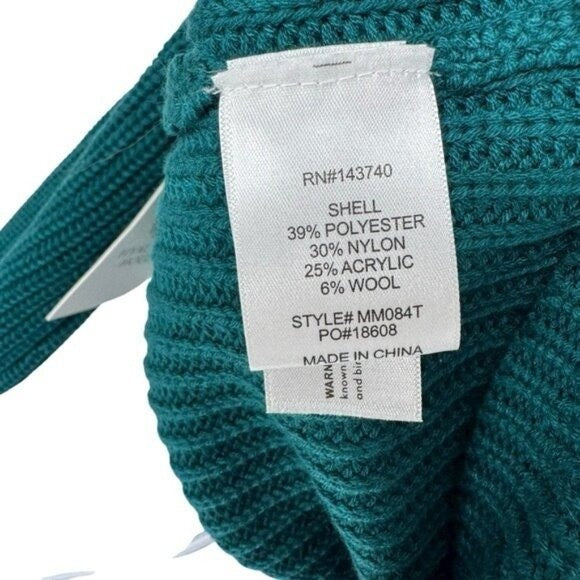 RN#143740
SHELL
39% POLYESTER
30% NYLON
25% ACRYLIC
6% WOOL
STYLE# MM084T
PO#18608
MADE IN CHINA
WARN
known
and bir